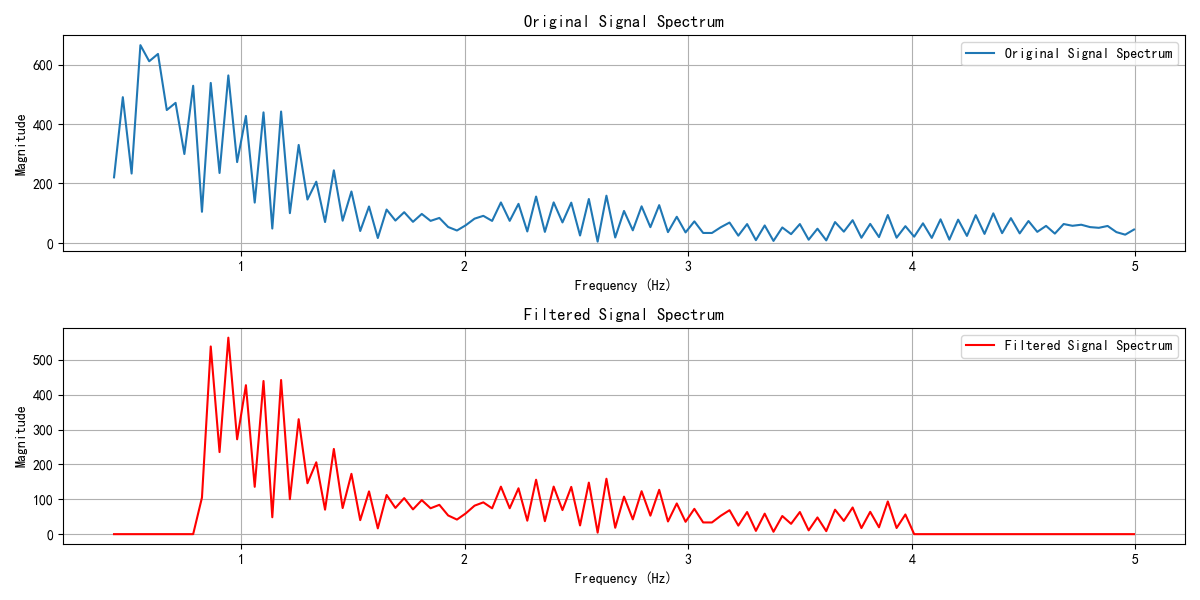 Original Signal Spectrum
Original Signal Spectrum
Magnitude
600
400
200
0
1 2 3 4 5
Frequency (Hz)
Filtered Signal Spectrum
Filtered Signal Spectrum
Magnitude
500
400
300
200
100
0
1 2 3 4 5
Frequency (Hz)